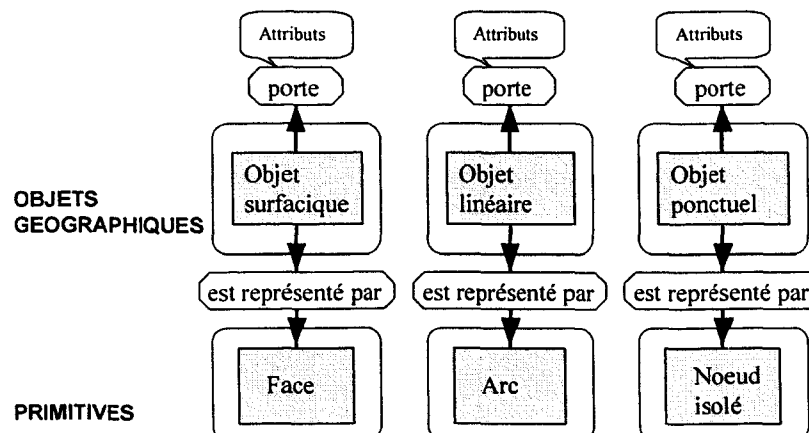 Attributs Attributs Attributs
porte porte porte
Objet surfacique
Objet linéaire
Objet ponctuel
OBJETS
GEOGRAPHIQUES
est représenté par est représenté par est représenté par
Face Arc Noeud isolé
PRIMITIVES